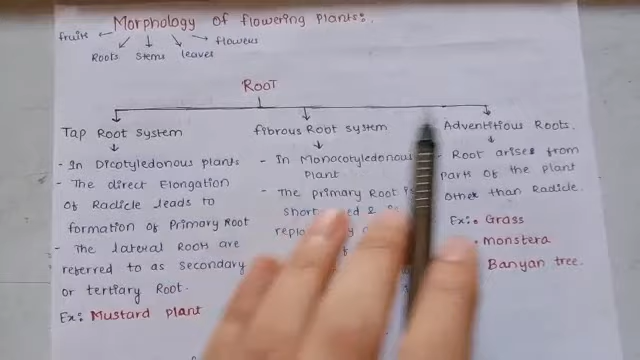 Morphology of flowering plants:.
fruits
flowers
Roots stems leaves
ROOT
Tap Root system
- In Dicotyledonous plants
- The direct Elongation
of Radicle leads to
formation of Primary Root
- The lateral Roots are
referred to as secondary
or tertiary Root.
Ex: Mustard plant
fibrous Root system
- In Monocotyledonous
Plant
- The primary Root is
short
Adventitious Roots.
- Root arises from
parts of the plant
other than Radicle.
Ex: • Grass
• monstera
Banyan tree.